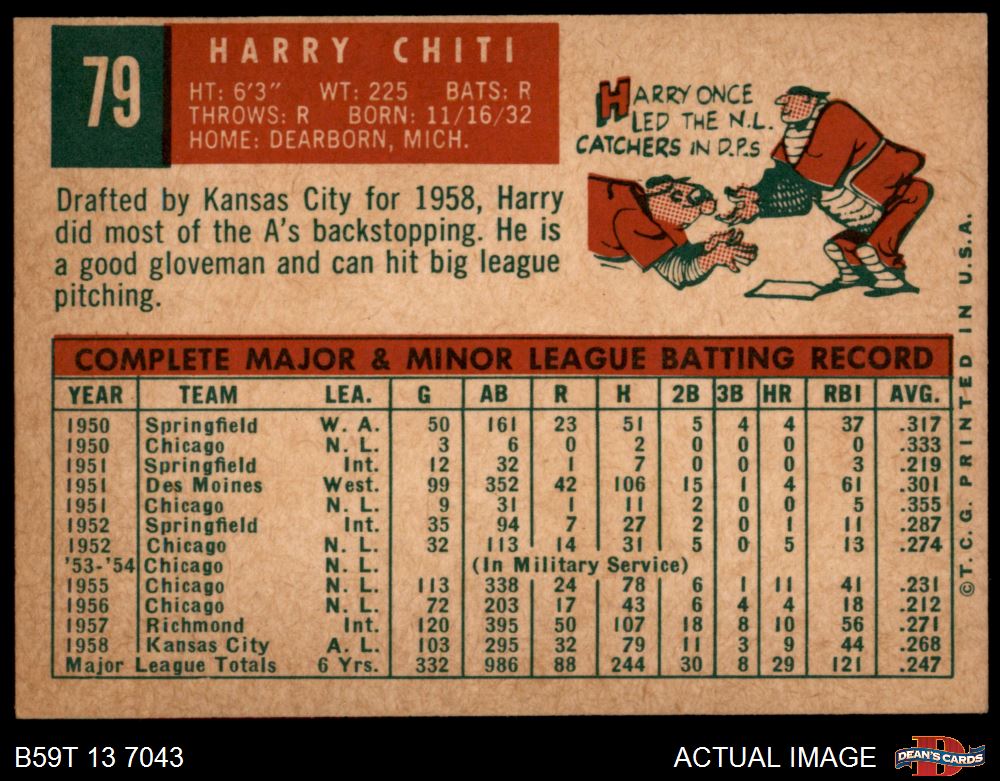 79
HARRY CHITI
HT: 6'3" WT: 225 BATS: R
THROWS: R BORN: 11/16/32
HOME: DEARBORN, MICH.
HARRY ONCE
LED THE N.L.
CATCHERS IN D.P.S
Drafted by Kansas City for 1958, Harry
did most of the A's backstopping. He is
a good gloveman and can hit big league
pitching.
COMPLETE MAJOR & MINOR LEAGUE BATTING RECORD
YEAR TEAM LEA. G AB R H 2B 3B HR RBI AVG.
1950 Springfield W. A. 50 161 23 51 5 4 4 37 .317
1950 Chicago N. L. 3 6 0 2 0 0 0 0 .333
1951 Springfield Int. 12 32 1 7 0 0 0 3 .219
1951 Des Moines West. 99 352 42 106 15 1 4 61 .301
1951 Chicago N. L. 9 31 1 11 2 0 0 5 .355
1952 Springfield Int. 35 94 7 27 2 0 1 11 .287
1952 Chicago N. L. 32 113 14 31 5 0 5 13 .274
'53-'54 Chicago N. L. (In Military Service)
1955 Chicago N. L. 113 338 24 78 6 1 11 41 .231
1956 Chicago N. L. 72 203 17 43 6 4 4 18 .212
1957 Richmond Int. 120 395 50 107 18 8 10 56 .271
1958 Kansas City A. L. 103 295 32 79 11 3 9 44 .268
Major League Totals 6 Yrs. 332 986 88 244 30 8 29 121 .247
© T. C. G. PRINTED IN U.S.A.
B59T 13 7043
ACTUAL IMAGE
D
DEAN'S CARDS